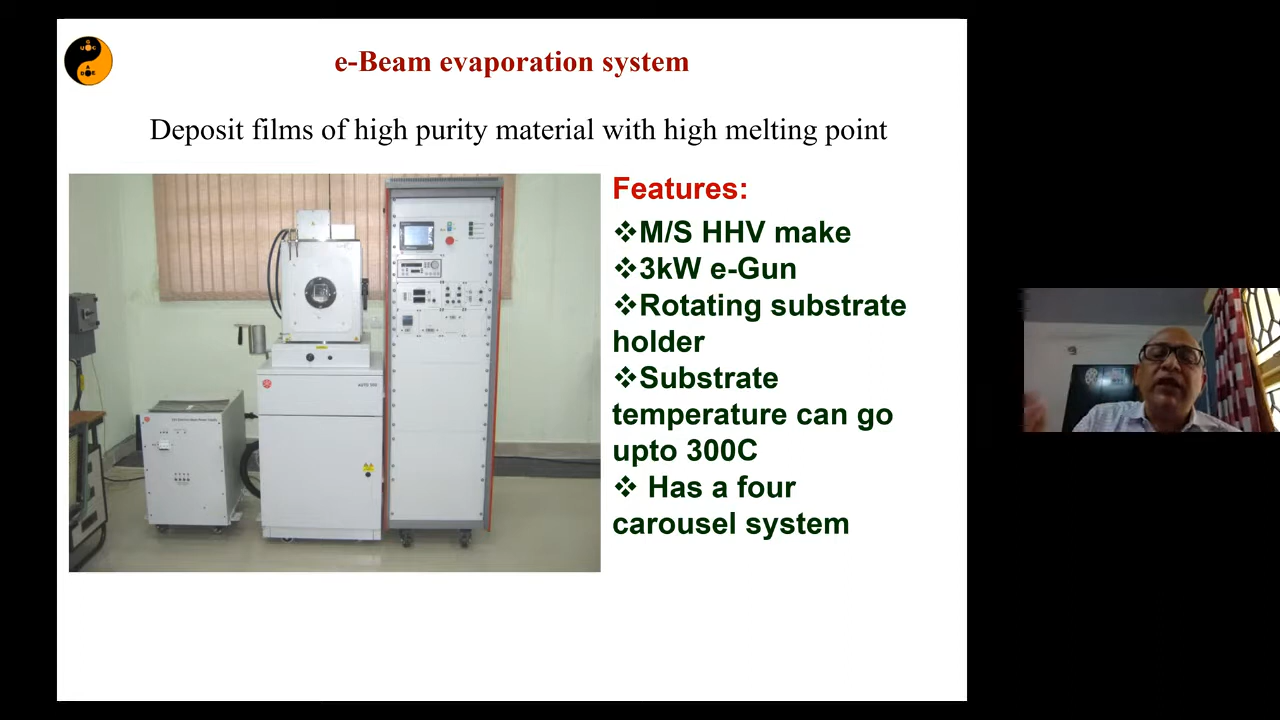 e-Beam evaporation system
Deposit films of high purity material with high melting point
Features:
❖M/S HHV make
❖3kW e-Gun
❖Rotating substrate
holder
❖Substrate
temperature can go
upto 300C
❖ Has a four
carousel system